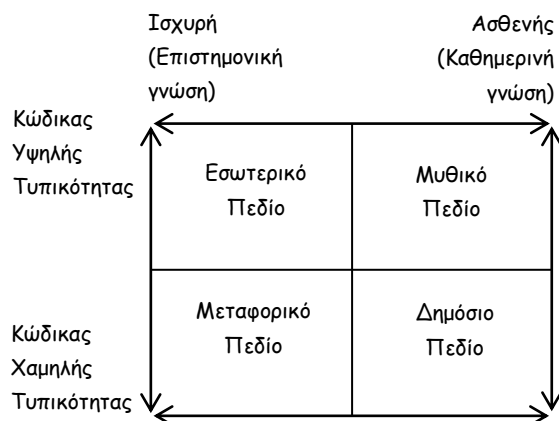 Ισχυρή
(Επιστημονική
γνώση)
Ασθενής
(Καθημερινή
γνώση)
Κώδικας
Υψηλής
Τυπικότητας
Εσωτερικό
Πεδίο
Μυθικό
Πεδίο
Μεταφορικό
Πεδίο
Δημόσιο
Πεδίο
Κώδικας
Χαμηλής
Τυπικότητας